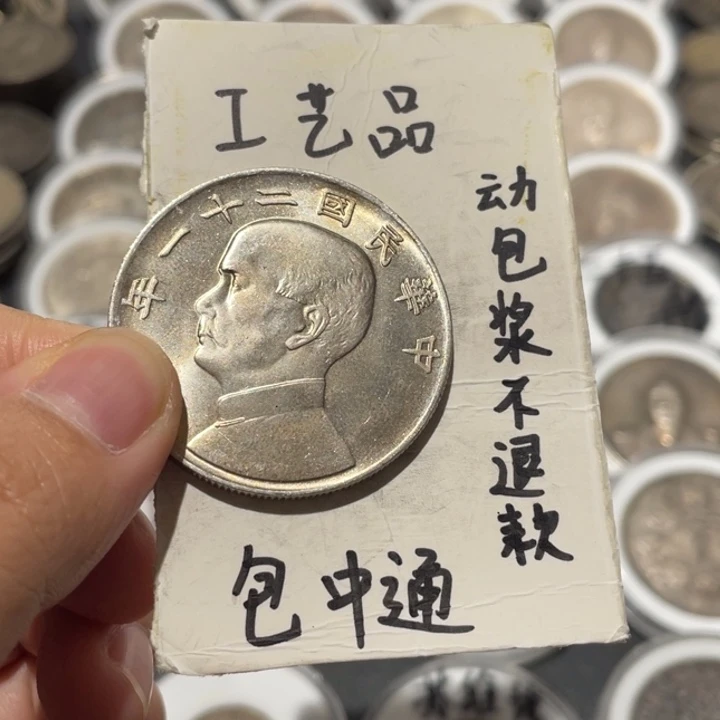 工艺品
动包浆不退款
包中通
中華民國二十一年